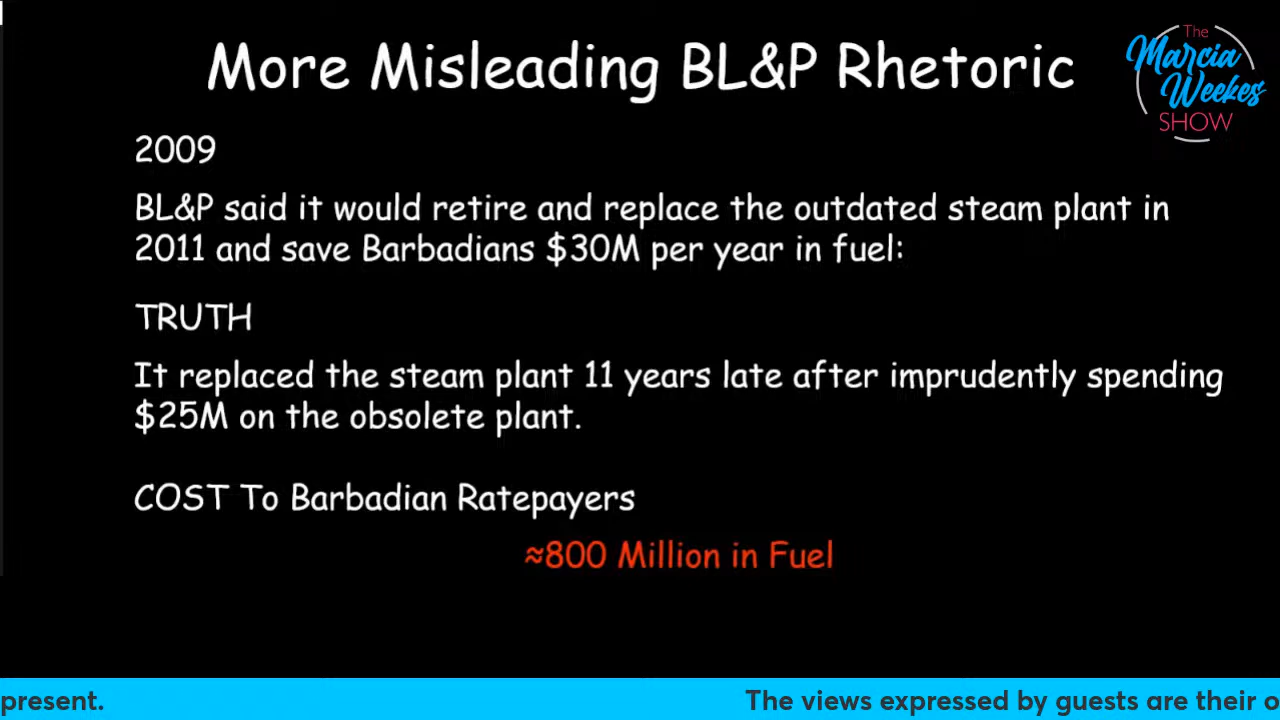 More Misleading BL&P Rhetoric
The
Marcia
Weekes
SHOW
2009
BL&P said it would retire and replace the outdated steam plant in
2011 and save Barbadians $30M per year in fuel:
TRUTH
It replaced the steam plant 11 years late after imprudently spending
$25M on the obsolete plant.
COST To Barbadian Ratepayers
≈800 Million in Fuel
present. The views expressed by guests are their o